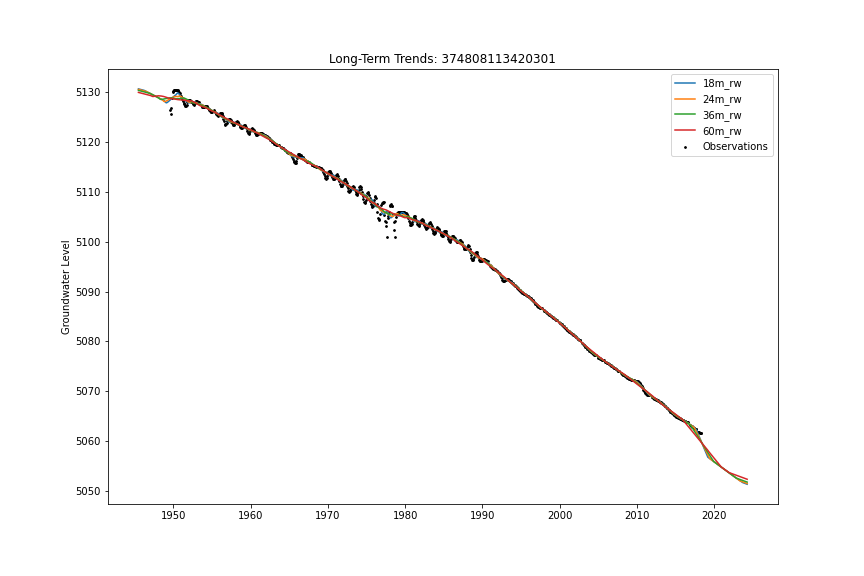 Long-Term Trends: 374808113420301
18m_rw
24m_rw
36m_rw
60m_rw
Observations
Groundwater Level
5130
5120
5110
5100
5090
5080
5070
5060
5050
1950 1960 1970 1980 1990 2000 2010 2020